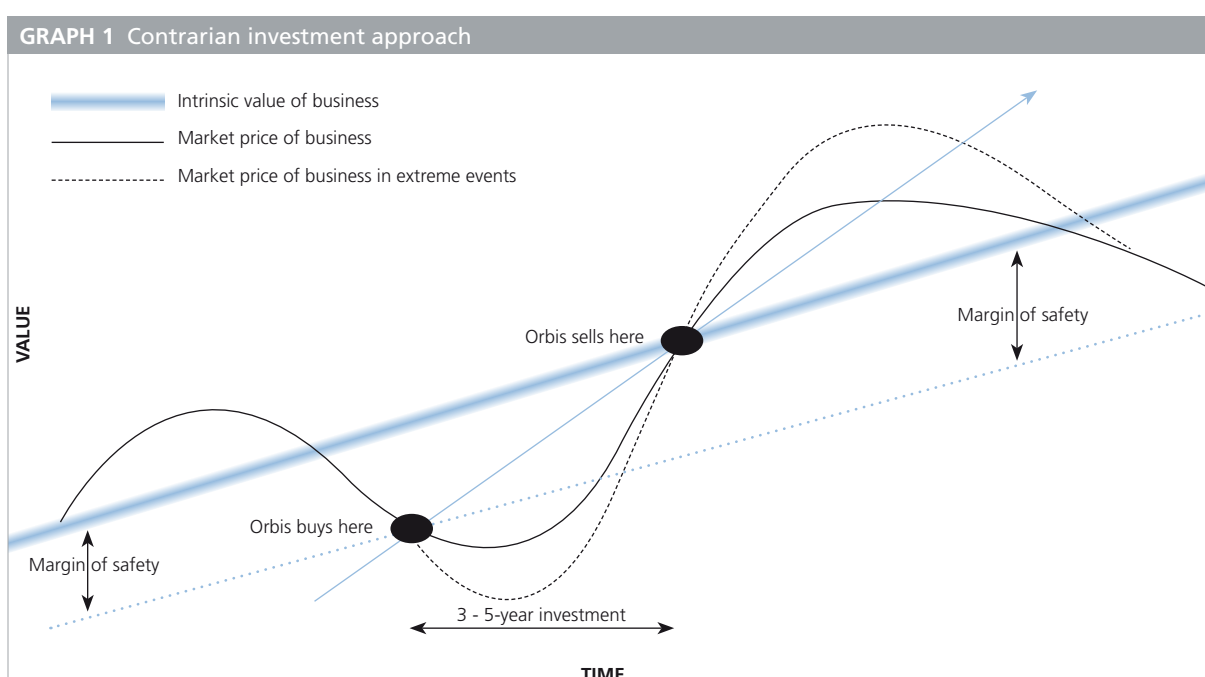 GRAPH 1 Contrarian investment approach
Intrinsic value of business
Market price of business
Market price of business in extreme events
VALUE
Orbis sells here
Margin of safety
Orbis buys here
Margin of safety
3 - 5-year investment
TIME